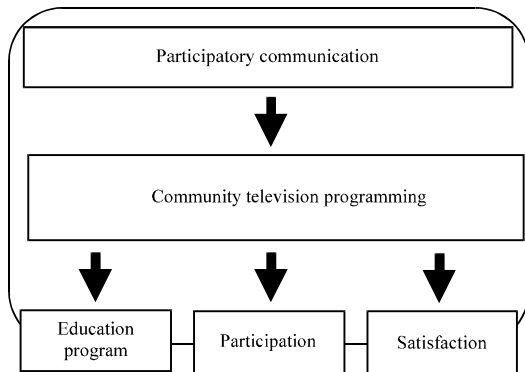 Participatory communication
Community television programming
Education
program
Participation
Satisfaction